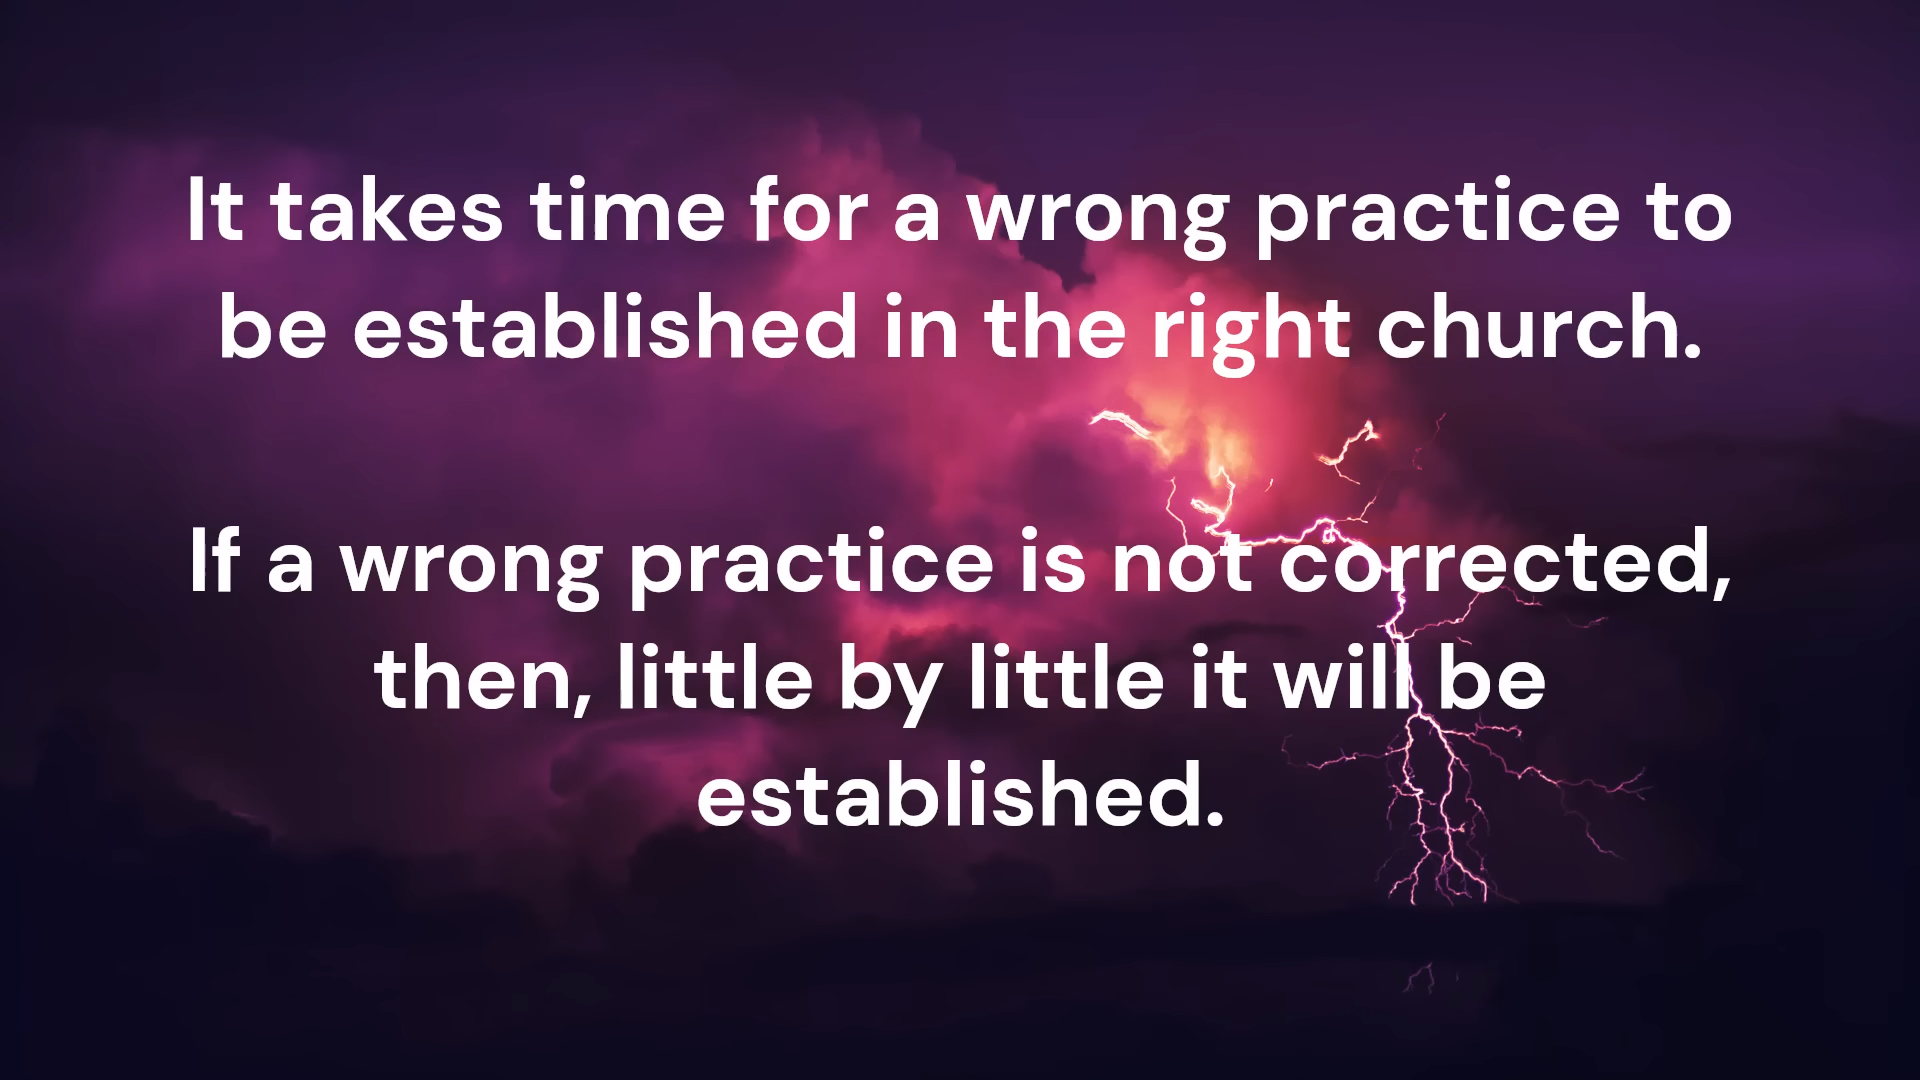 It takes time for a wrong practice to
be established in the right church.
If a wrong practice is not corrected,
then, little by little it will be
established.